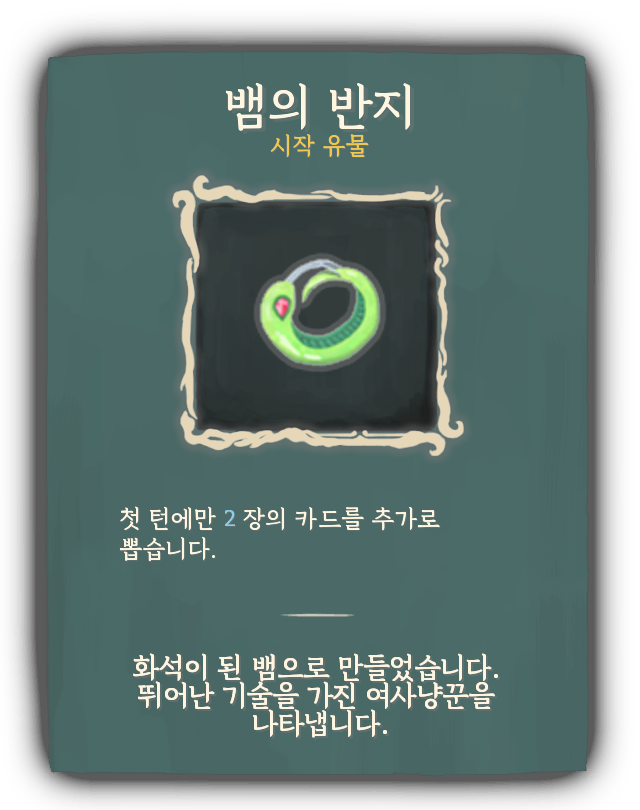 뱀의 반지
시작 유물
첫 턴에만 2 장의 카드를 추가로
뽑습니다.
화석이 된 뱀으로 만들었습니다.
뛰어난 기술을 가진 여사냥꾼을
나타냅니다.